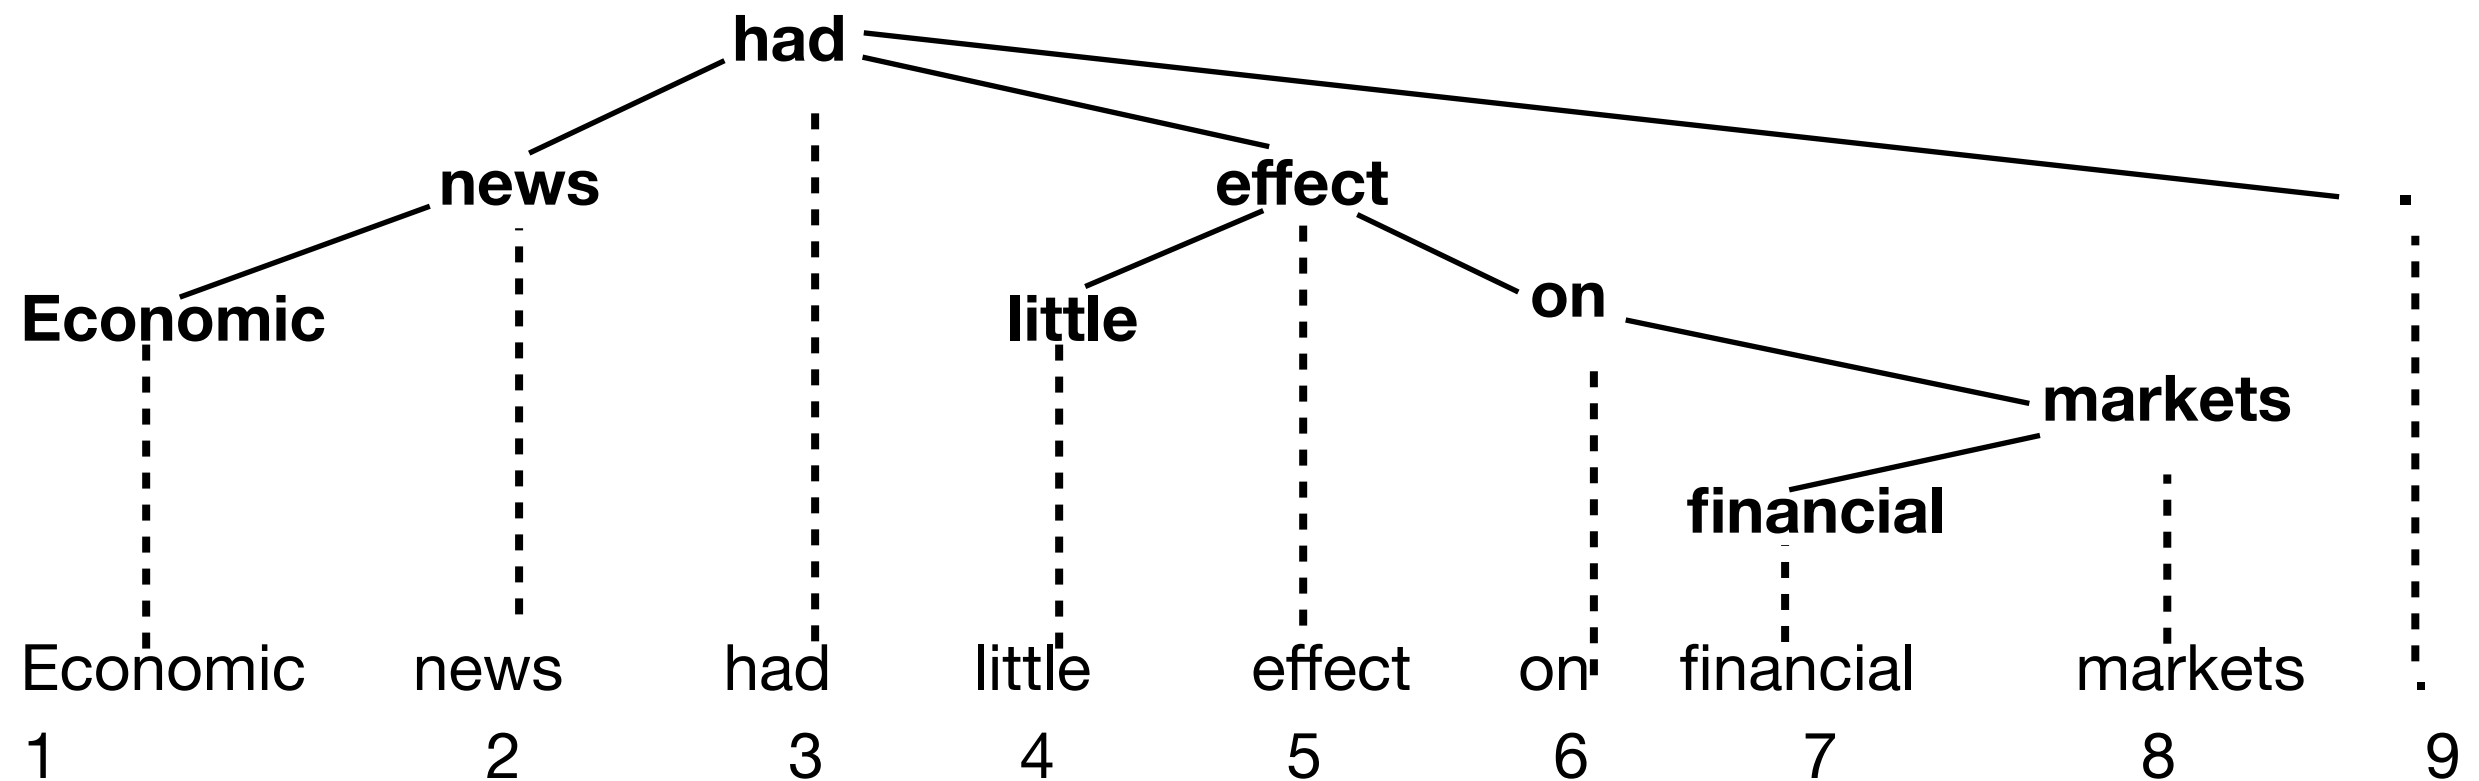 had
news effect .
Economic little on
markets
financial
Economic news had little effect on financial markets .
1 2 3 4 5 6 7 8 9